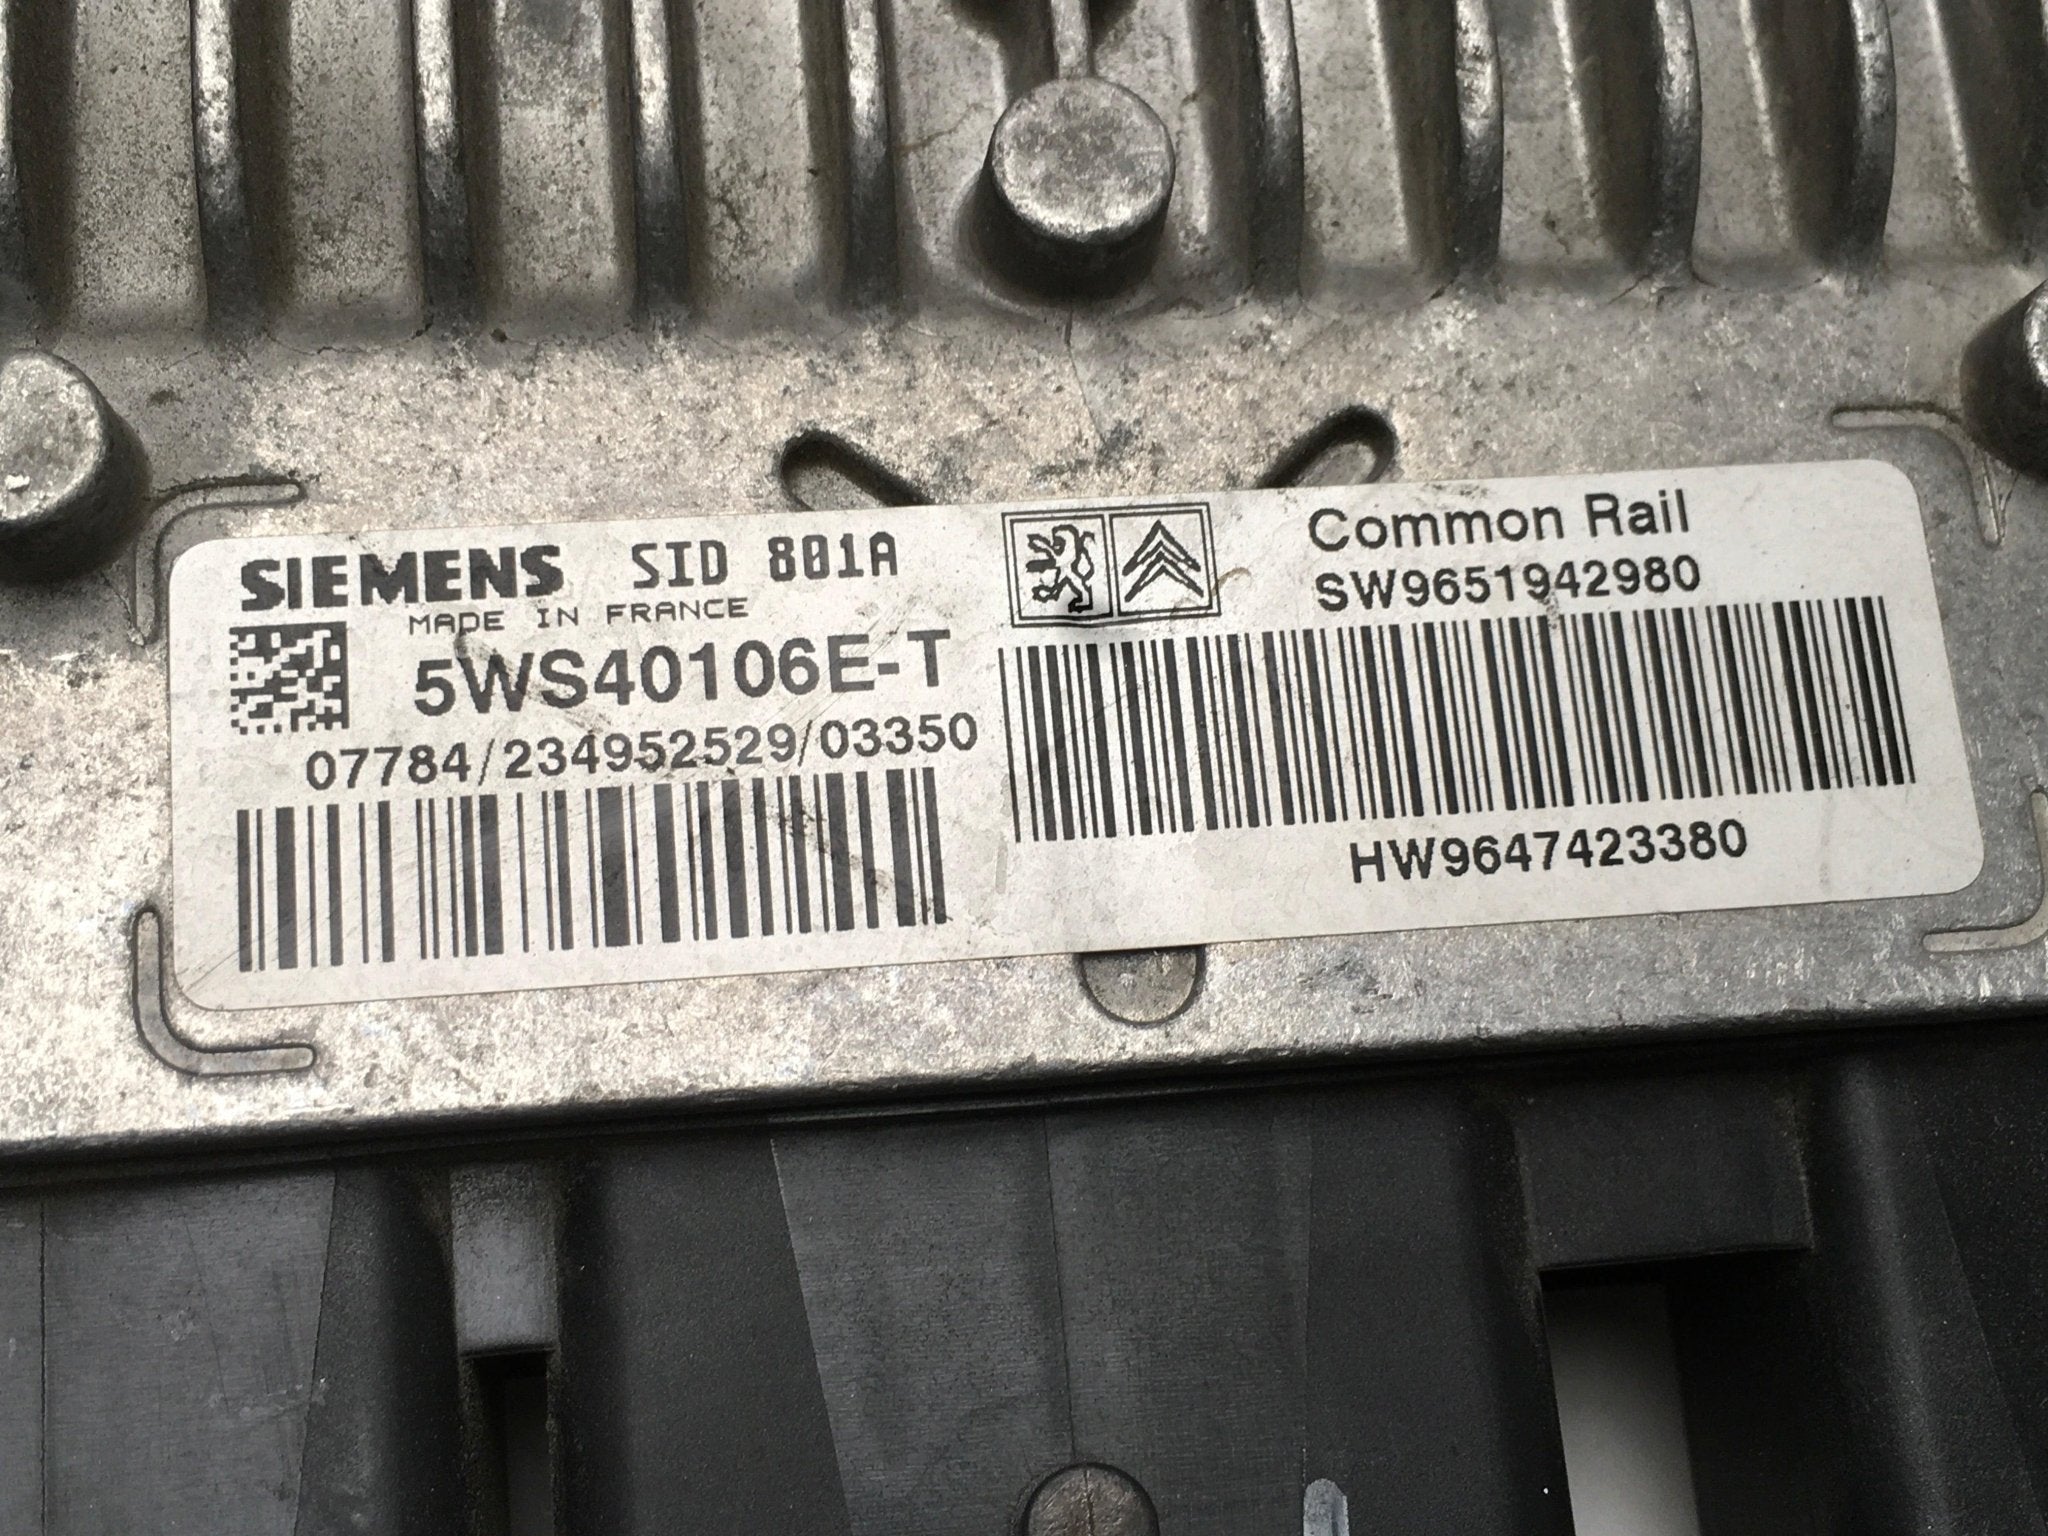 SIEMENS SID 801A
MADE IN FRANCE
5WS40106E-T
07784/234952529/03350
Common Rail
SW9651942980
HW9647423380